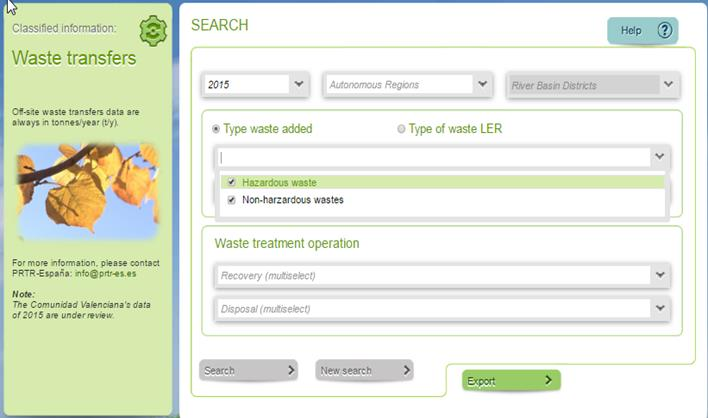 Classified information:
Waste transfers
Off-site waste transfers data are
always in tonnes/year (t/y).
For more information, please contact
PRTR-España: info@prtr-es.es
Note:
The Comunidad Valenciana's data
of 2015 are under review.
SEARCH
Help ?
2015
Autonomous Regions
River Basin Districts
Type waste added
Type of waste LER
Hazardous waste
Non-harzardous wastes
Waste treatment operation
Recovery (multiselect)
Disposal (multiselect)
Search
New search
Export